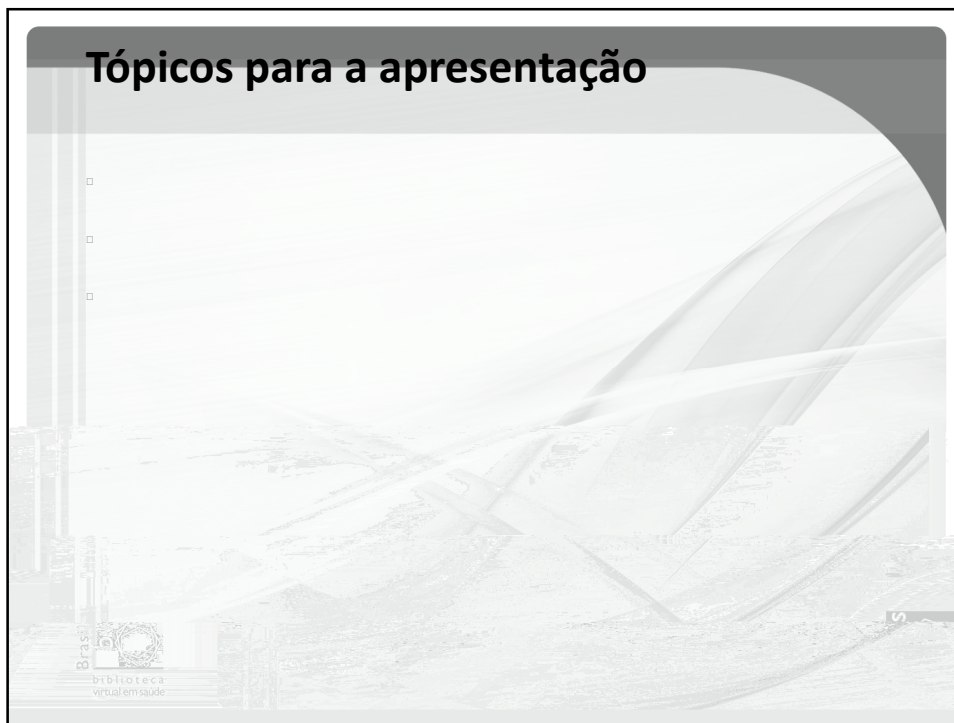 Tópicos para a apresentação
Brasil
biblioteca
virtual em saúde